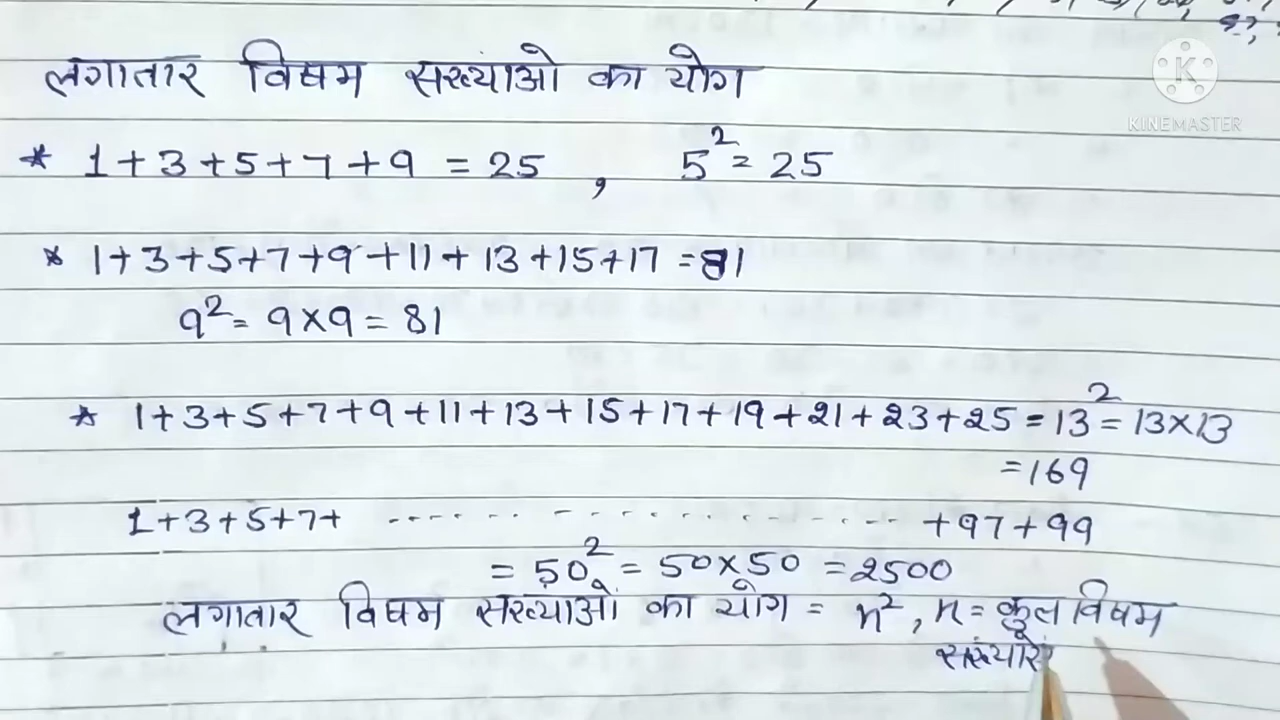 लगातार विषम सख्यांओ का योग
* 1+3+5+7+9 = 25 , 5² = 25
* 1+3+5+7+9+11+13+15+17 = 81
9² = 9×9 = 81
* 1+3+5+7+9+11+13+15+17+19+21+23+25 = 13² = 13×13
= 169
1+3+5+7+ ........................ +97+99
= 50² = 50×50 = 2500
लगातार विषम सख्याओं का योग = n², n = कुल विषम
KINEMASTER